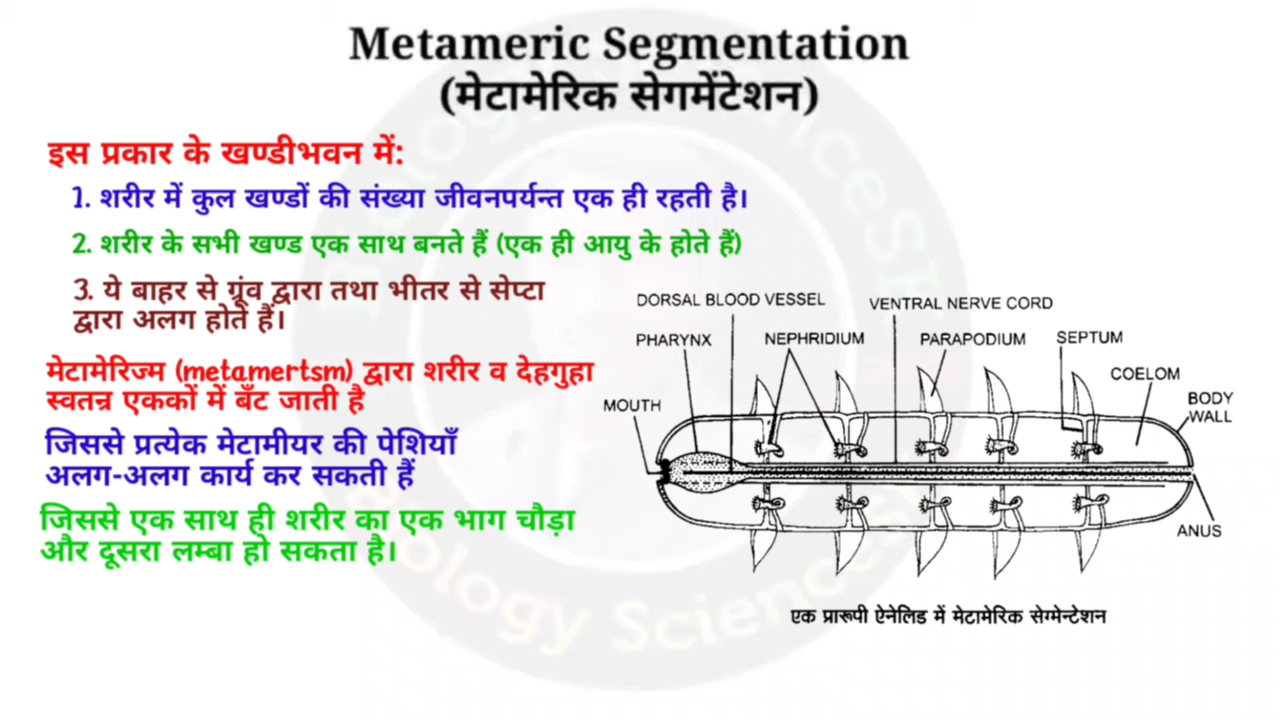 Metameric Segmentation
(मेटामेरिक सेगमेंटेशन)
इस प्रकार के खण्डीभवन में:
1. शरीर में कुल खण्डों की संख्या जीवनपर्यन्त एक ही रहती है।
2. शरीर के सभी खण्ड एक साथ बनते हैं (एक ही आयु के होते हैं)
3. ये बाहर से ग्रूंव द्वारा तथा भीतर से सेप्टा
द्वारा अलग होते हैं।
मेटामेरिज्म (metamertsm) द्वारा शरीर व देहगुहा
स्वतन्त्र एककों में बँट जाती है
जिससे प्रत्येक मेटामीयर की पेशियाँ
अलग-अलग कार्य कर सकती हैं
जिससे एक साथ ही शरीर का एक भाग चौड़ा
और दूसरा लम्बा हो सकता है।
DORSAL BLOOD VESSEL
VENTRAL NERVE CORD
PHARYNX
NEPHRIDIUM
PARAPODIUM
SEPTUM
COELOM
MOUTH
BODY
WALL
ANUS
एक प्रारूपी ऐनेलिड में मेटामेरिक सेग्मेन्टेशन